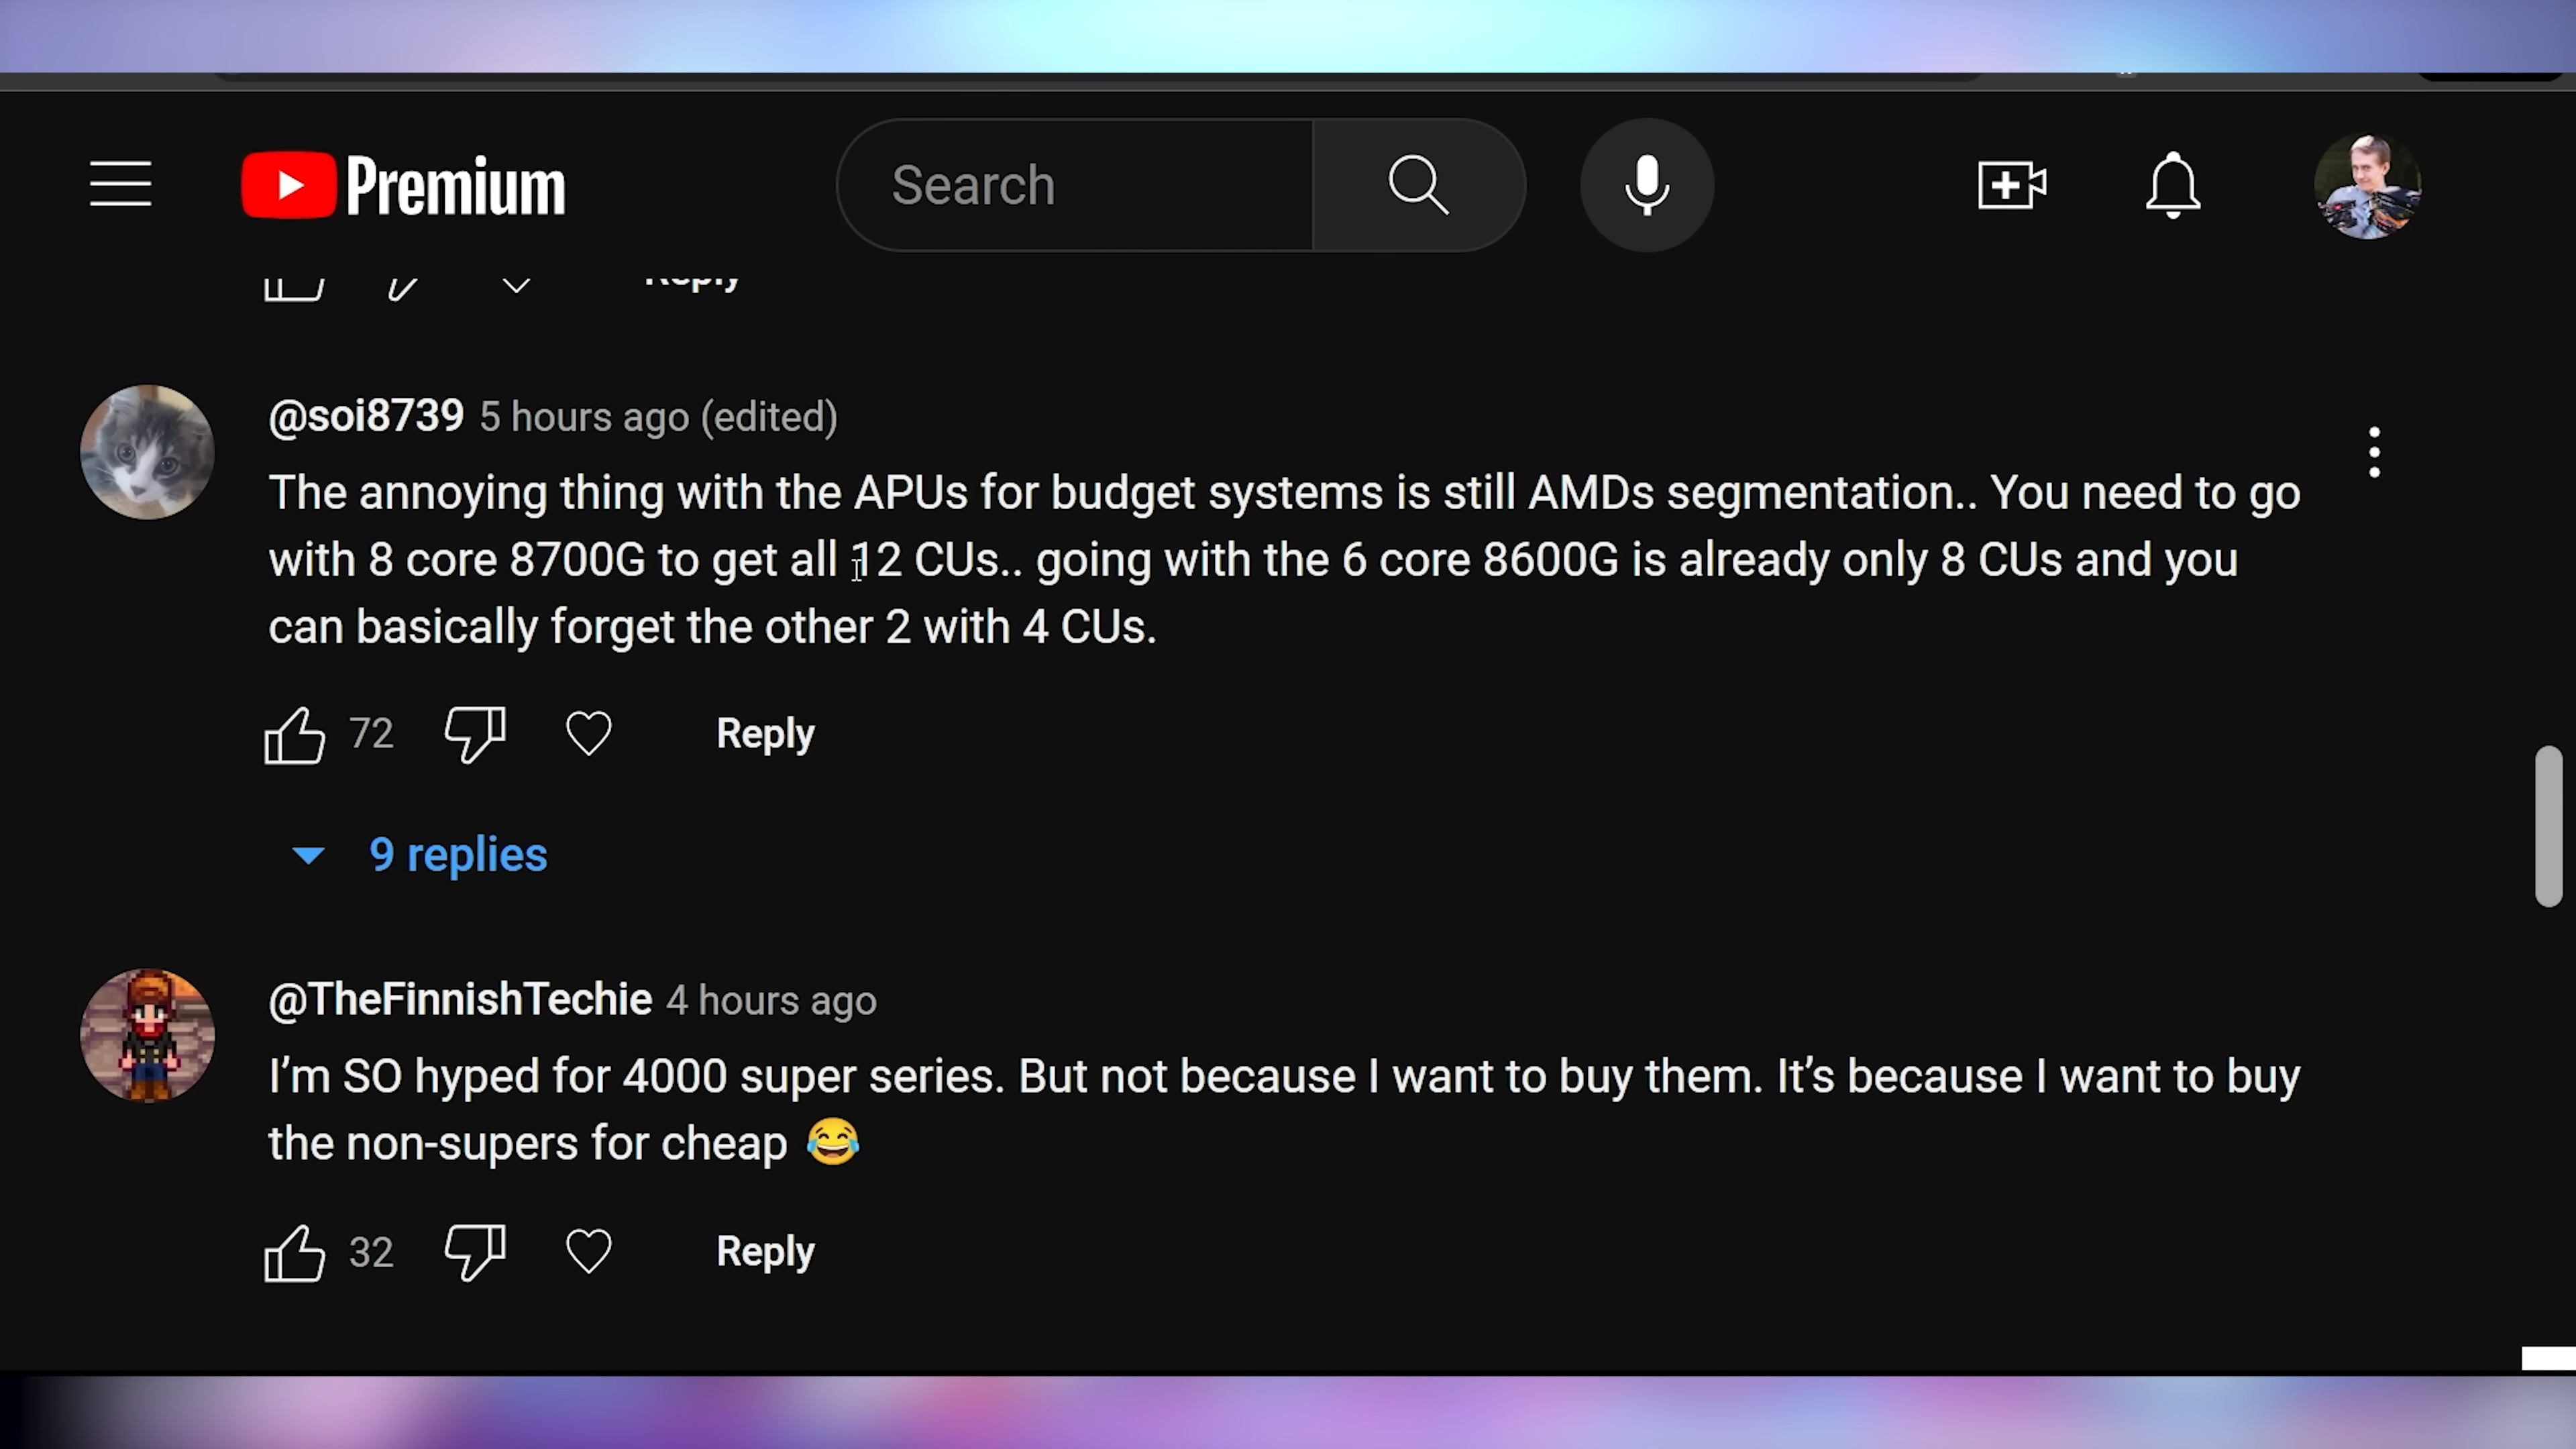 Premium
Search
Reply
@soi8739 5 hours ago (edited)
The annoying thing with the APUs for budget systems is still AMDs segmentation.. You need to go
with 8 core 8700G to get all 12 CUs.. going with the 6 core 8600G is already only 8 CUs and you
can basically forget the other 2 with 4 CUs.
72 Reply
9 replies
@TheFinnishTechie 4 hours ago
I’m SO hyped for 4000 super series. But not because I want to buy them. It’s because I want to buy
the non-supers for cheap 😂
32 Reply